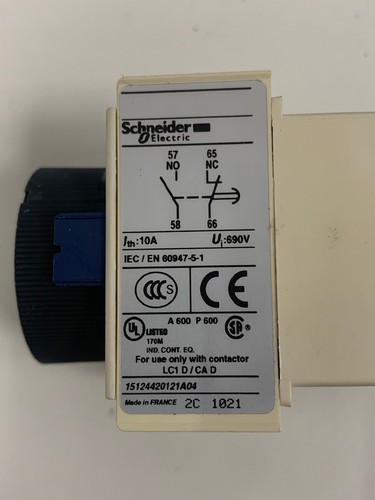 Schneider
Electric
57 65
NO NC
58 66
Ith:10A Ui:690V
IEC / EN 60947-5-1
CCC S CE
A 600 P 600
UL LISTED SA
170M
IND. CONT. EQ.
For use only with contactor
LC1 D / CA D
15124420121A04
Made in FRANCE 2C 1021